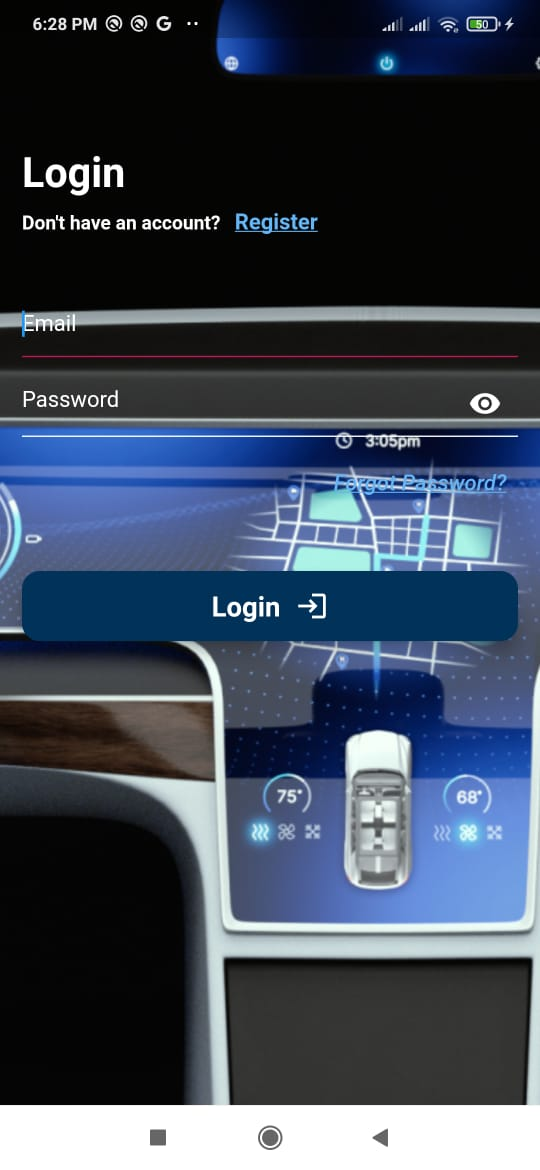 6:28 PM
50
Login
Don't have an account? Register
Email
Password
3:05pm
Forgot Password?
Login
75°
68°